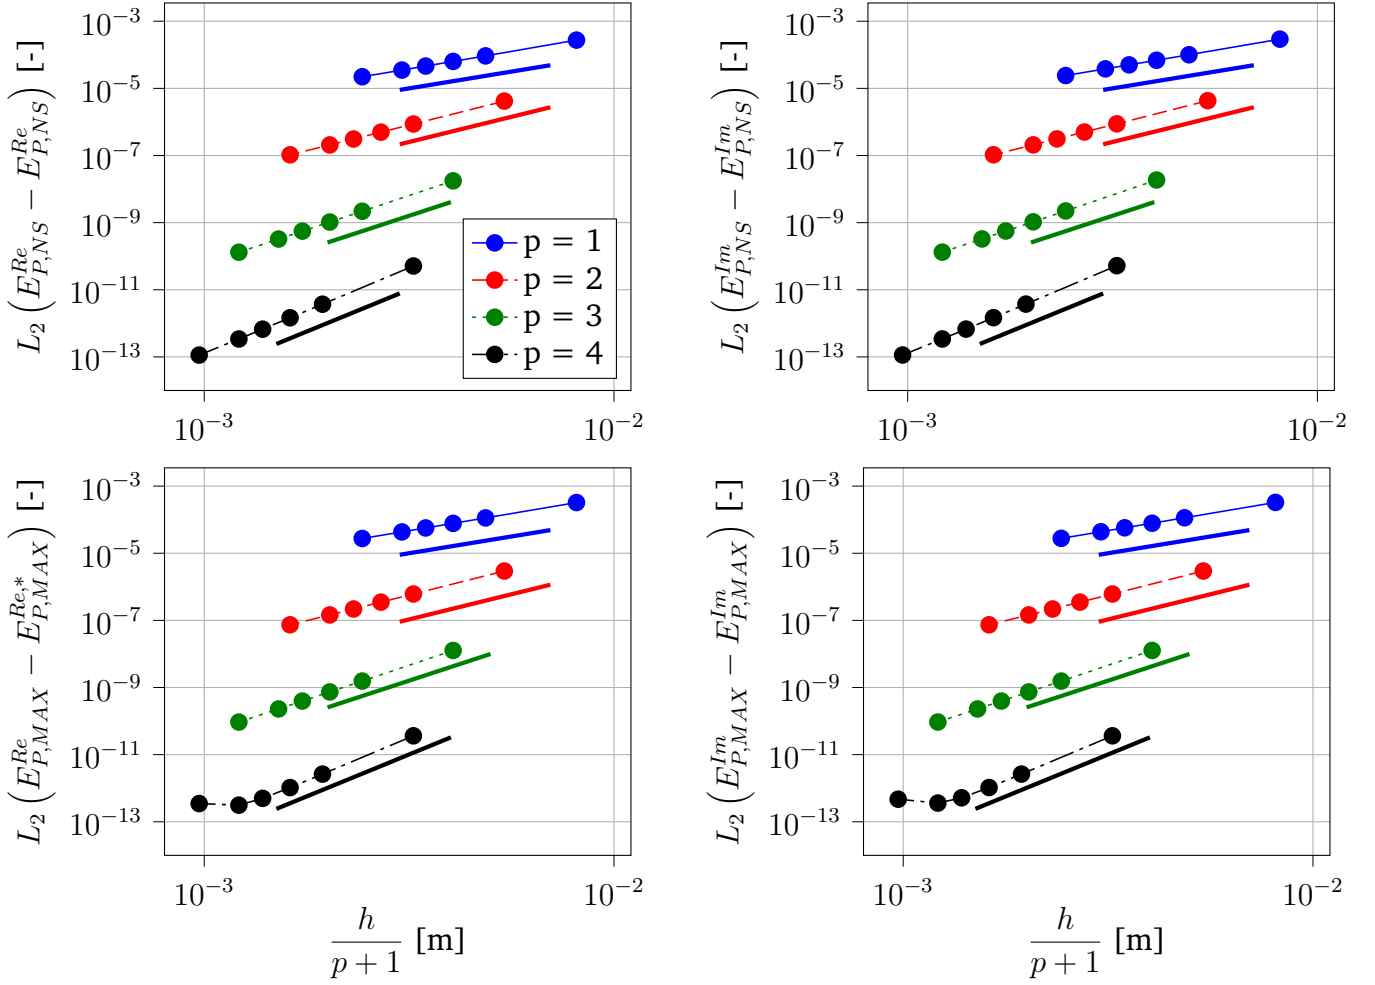 10⁻³
10⁻⁵
10⁻⁷
10⁻⁹
10⁻¹¹
10⁻¹³
L₂ (E^{Re}_{P,NS} − E^{Re}_{P,NS}) [-]
p = 1
p = 2
p = 3
p = 4
10⁻³ 10⁻²
10⁻³
10⁻⁵
10⁻⁷
10⁻⁹
10⁻¹¹
10⁻¹³
L₂ (E^{Im}_{P,NS} − E^{Im}_{P,NS}) [-]
10⁻³ 10⁻²
10⁻³
10⁻⁵
10⁻⁷
10⁻⁹
10⁻¹¹
10⁻¹³
L₂ (E^{Re}_{P,MAX} − E^{Re,*}_{P,MAX}) [-]
10⁻³ 10⁻²
h
p + 1 [m]
10⁻³
10⁻⁵
10⁻⁷
10⁻⁹
10⁻¹¹
10⁻¹³
L₂ (E^{Im}_{P,MAX} − E^{Im}_{P,MAX}) [-]
10⁻³ 10⁻²
h
p + 1 [m]